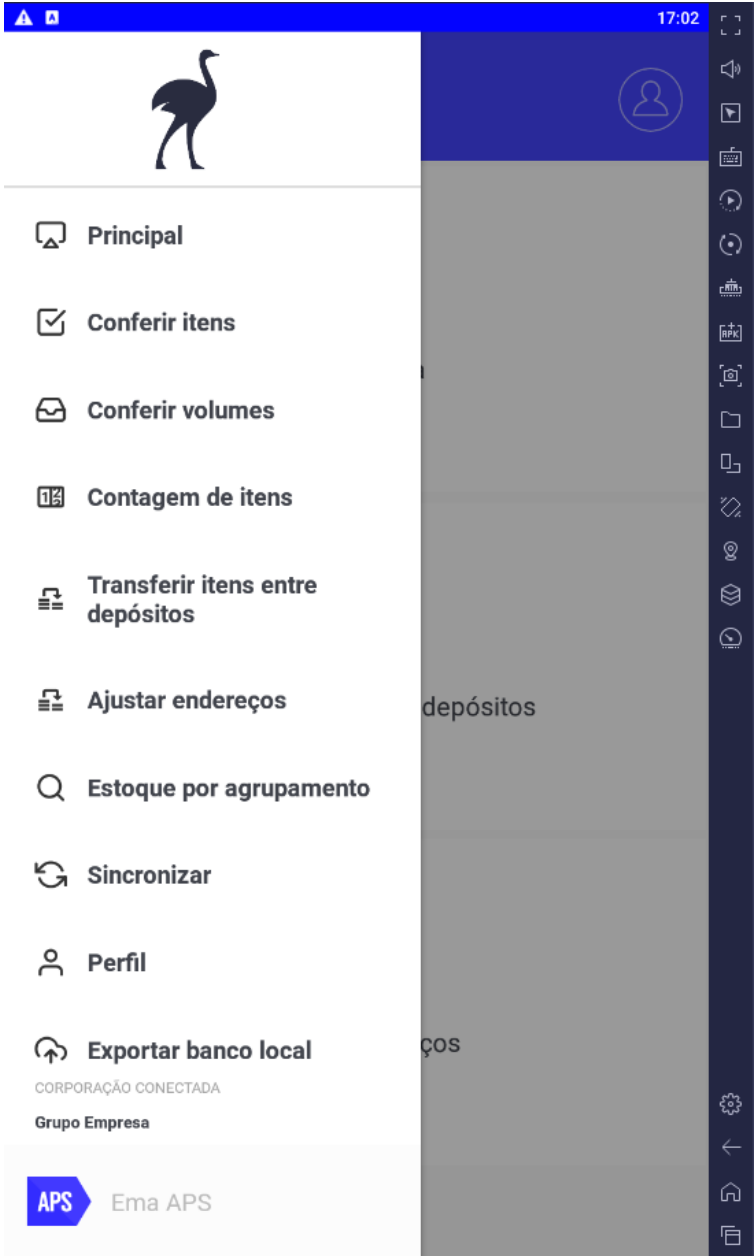 17:02
Principal
Conferir itens
Conferir volumes
Contagem de itens
Transferir itens entre
depósitos
Ajustar endereços
depósitos
Estoque por agrupamento
Sincronizar
Perfil
Exportar banco local
ços
CORPORAÇÃO CONECTADA
Grupo Empresa
APS
Ema APS